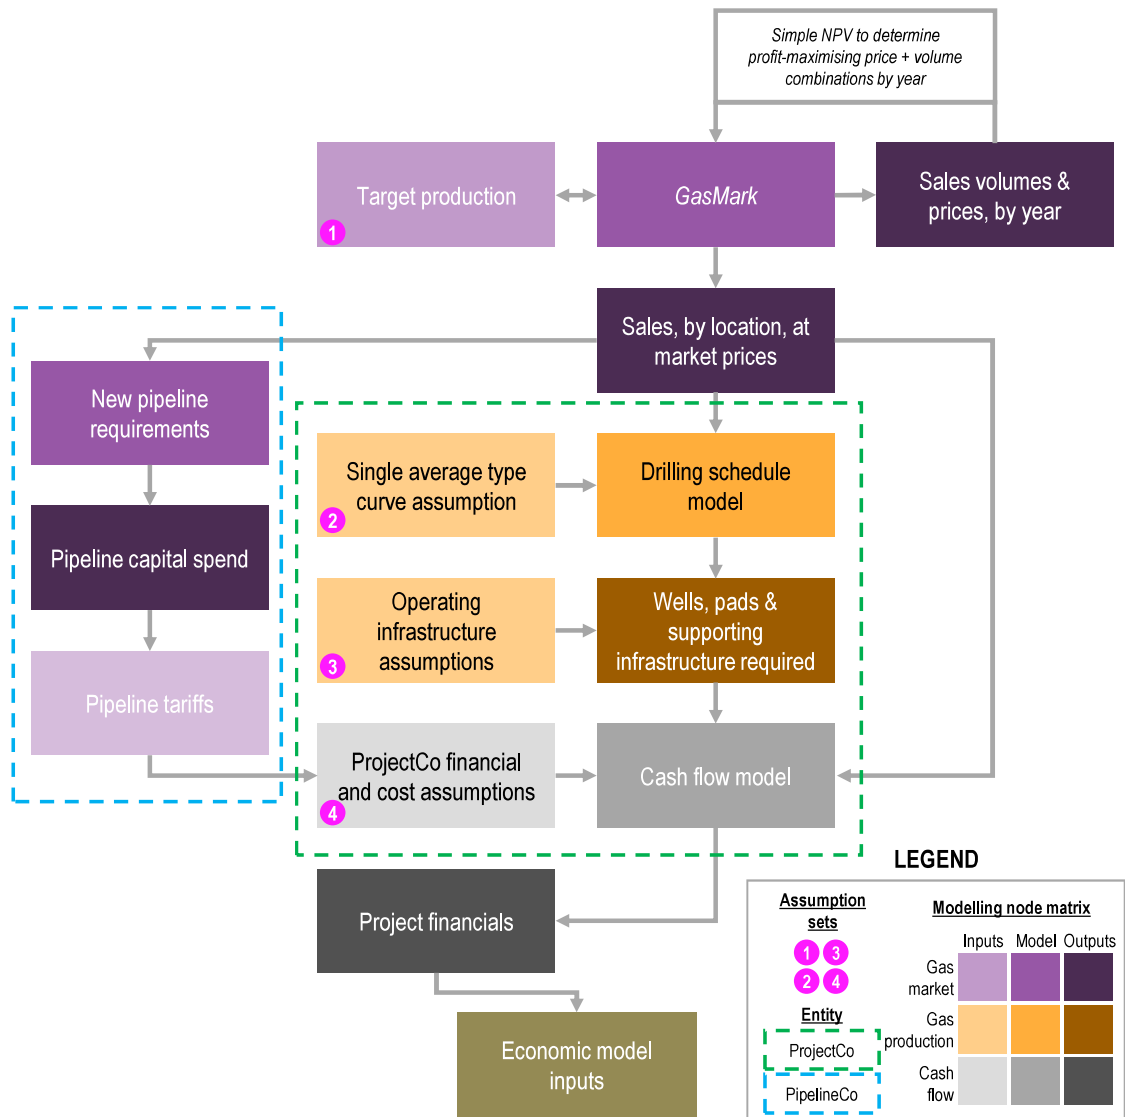 Simple NPV to determine
profit-maximising price + volume
combinations by year
Target production
1
GasMark
Sales volumes &
prices, by year
Sales, by location, at
market prices
New pipeline
requirements
Single average type
curve assumption
2
Drilling schedule
model
Pipeline capital spend
Operating
infrastructure
assumptions
3
Wells, pads &
supporting
infrastructure required
Pipeline tariffs
ProjectCo financial
and cost assumptions
4
Cash flow model
Project financials
Economic model
inputs
LEGEND
Assumption
sets
1 3
2 4
Entity
ProjectCo
PipelineCo
Modelling node matrix
Inputs Model Outputs
Gas
market
Gas
production
Cash
flow